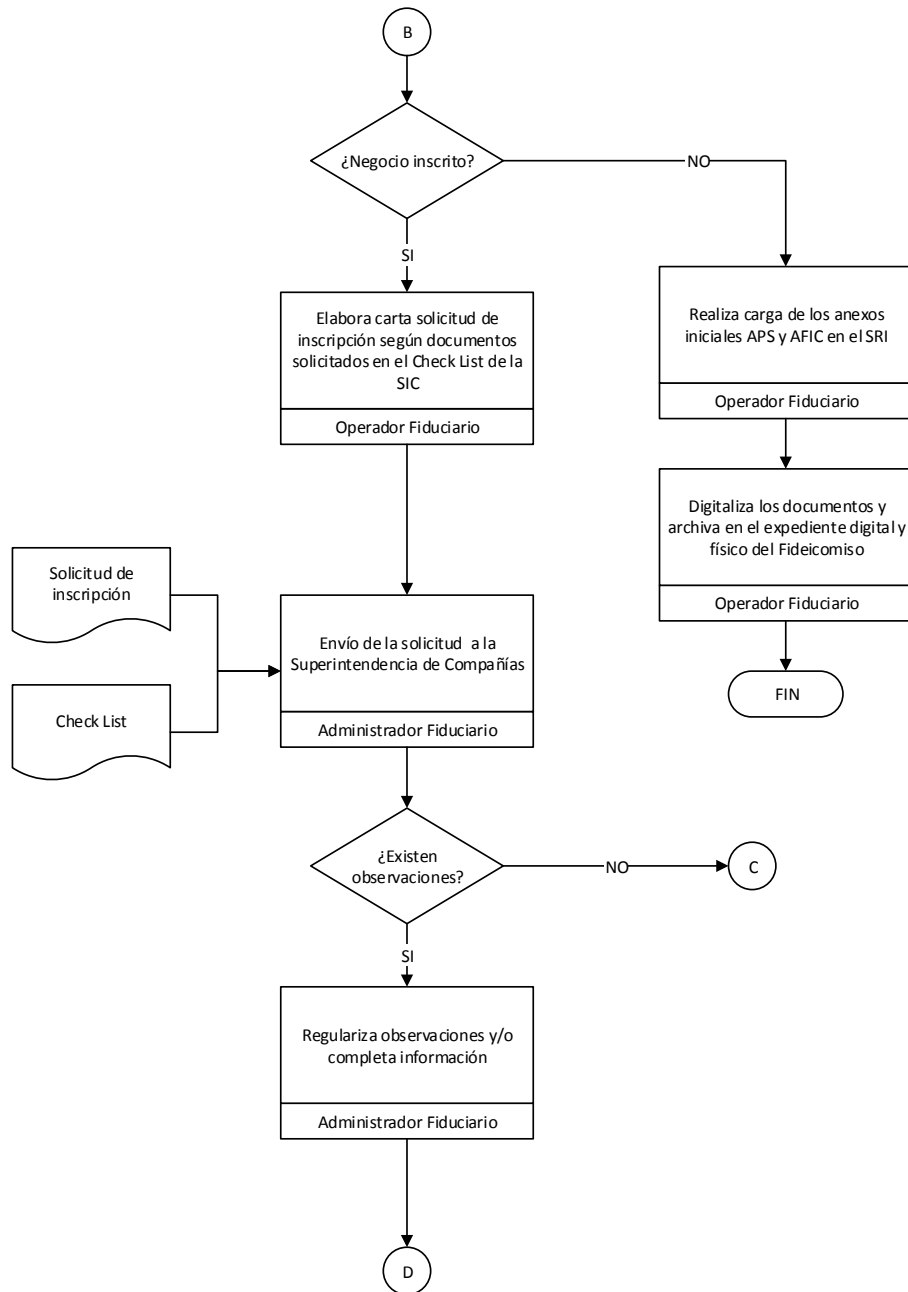 B
¿Negocio inscrito?
NO
SI
Elabora carta solicitud de
inscripción según documentos
solicitados en el Check List de la
SIC
Operador Fiduciario
Realiza carga de los anexos
iniciales APS y AFIC en el SRI
Operador Fiduciario
Digitaliza los documentos y
archiva en el expediente digital y
físico del Fideicomiso
Operador Fiduciario
FIN
Solicitud de
inscripción
Check List
Envío de la solicitud a la
Superintendencia de Compañías
Administrador Fiduciario
¿Existen
observaciones?
NO
C
SI
Regulariza observaciones y/o
completa información
Administrador Fiduciario
D